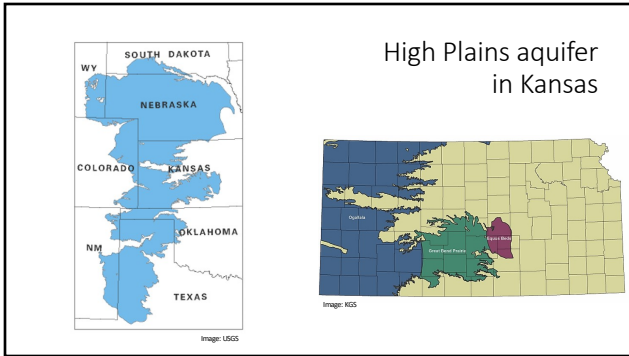 High Plains aquifer
in Kansas
SOUTH DAKOTA
WY
NEBRASKA
COLORADO
KANSAS
OKLAHOMA
NM
TEXAS
Image: USGS
Ogallala
Great Bend Prairie
Equus Beds
Image: KGS